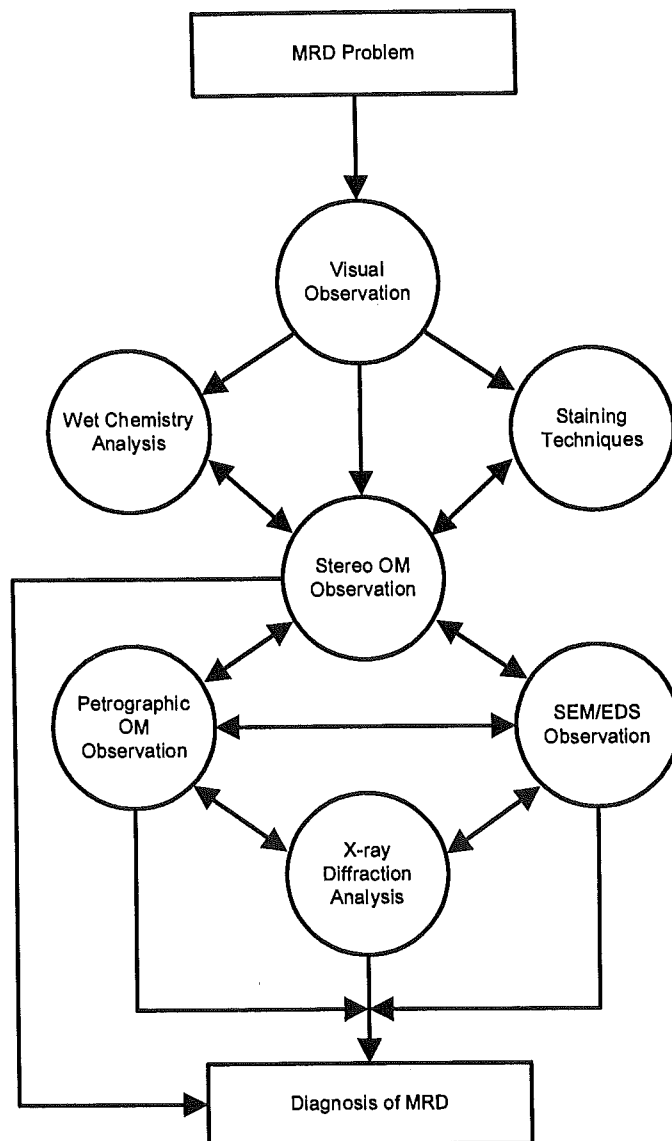 MRD Problem
Visual
Observation
Wet Chemistry
Analysis
Staining
Techniques
Stereo OM
Observation
Petrographic
OM
Observation
SEM/EDS
Observation
X-ray
Diffraction
Analysis
Diagnosis of MRD